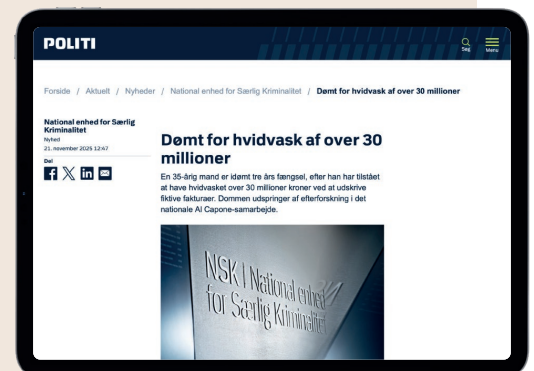 POLITI
Søg
Menu
Forside / Aktuelt / Nyheder / National enhed for Særlig Kriminalitet / Dømt for hvidvask af over 30 millioner
National enhed for Særlig
Kriminalitet
Nyhed
21. november 2025 12:47
Del
Dømt for hvidvask af over 30
millioner
En 35-årig mand er idømt tre års fængsel, efter han har tilstået
at have hvidvasket over 30 millioner kroner ved at udskrive
fiktive fakturaer. Dommen udspringer af efterforskning i det
nationale Al Capone-samarbejde.
NSK | National enhed
for Særlig Kriminalitet